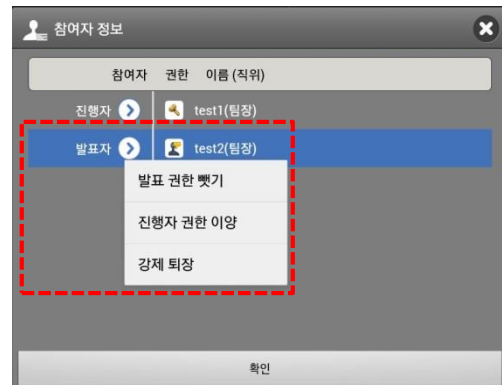 참여자 정보
참여자 권한 이름 (직위)
진행자 test1(팀장)
발표자 test2(팀장)
발표 권한 뺏기
진행자 권한 이양
강제 퇴장
확인